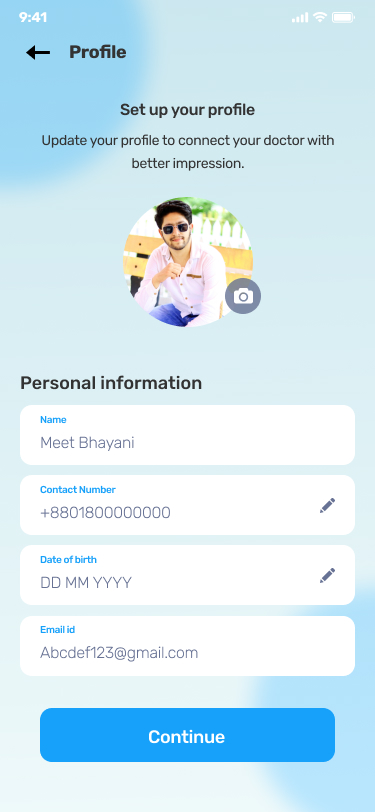 9:41
Profile
Set up your profile
Update your profile to connect your doctor with
better impression.
Personal information
Name
Meet Bhayani
Contact Number
+8801800000000
Date of birth
DD MM YYYY
Email id
Abcdef123@gmail.com
Continue